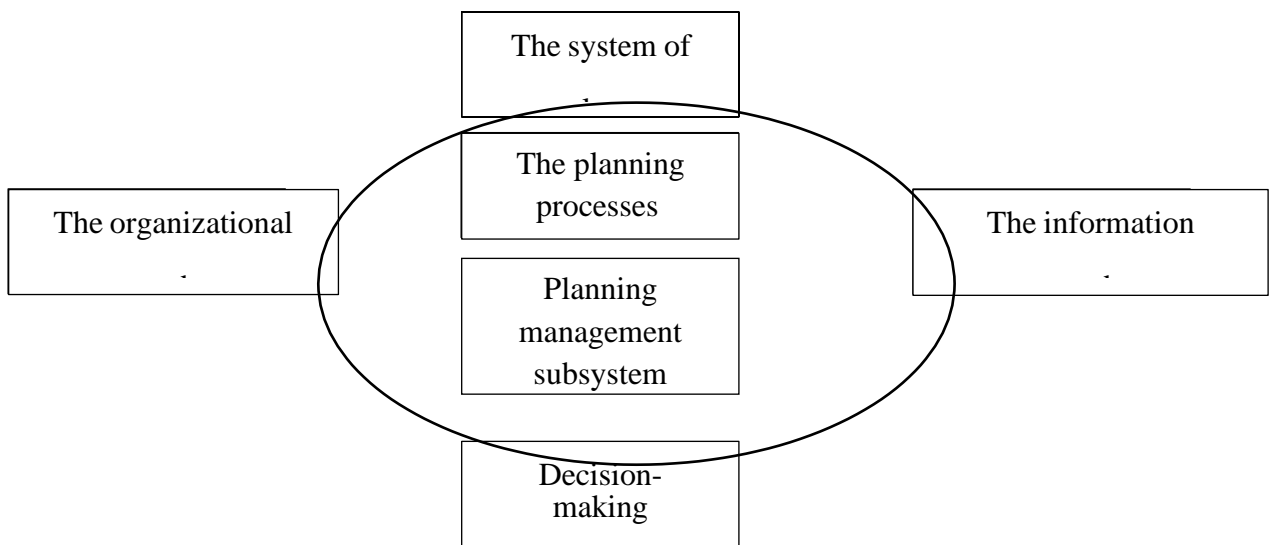 The system of
The planning
processes
The organizational
The information
Planning
management
subsystem
Decision-
making